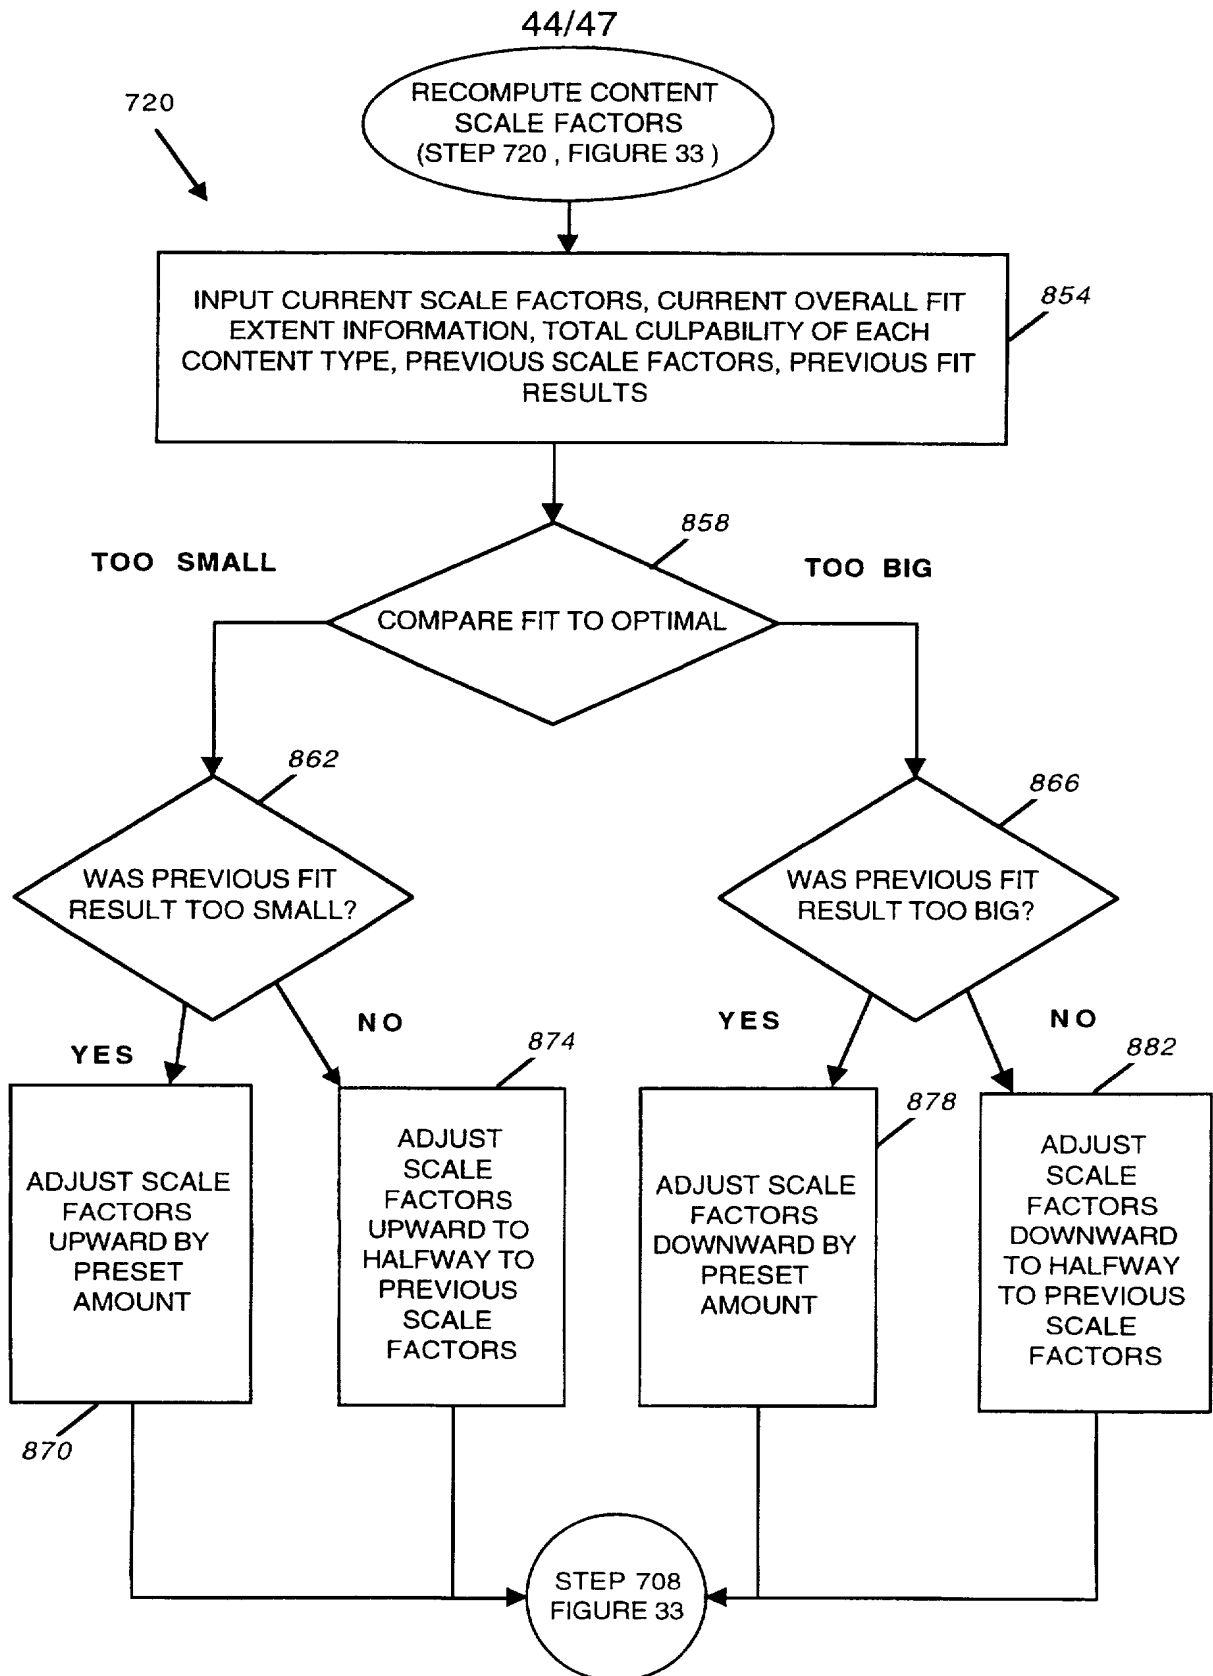 44/47
720
RECOMPUTE CONTENT
SCALE FACTORS
(STEP 720 , FIGURE 33 )
INPUT CURRENT SCALE FACTORS, CURRENT OVERALL FIT
EXTENT INFORMATION, TOTAL CULPABILITY OF EACH
CONTENT TYPE, PREVIOUS SCALE FACTORS, PREVIOUS FIT
RESULTS
854
858
TOO SMALL
TOO BIG
COMPARE FIT TO OPTIMAL
862
866
WAS PREVIOUS FIT
RESULT TOO SMALL?
WAS PREVIOUS FIT
RESULT TOO BIG?
YES
NO
YES
NO
874
878
882
ADJUST SCALE
FACTORS
UPWARD BY
PRESET
AMOUNT
ADJUST
SCALE
FACTORS
UPWARD TO
HALFWAY TO
PREVIOUS
SCALE
FACTORS
ADJUST SCALE
FACTORS
DOWNWARD BY
PRESET
AMOUNT
ADJUST
SCALE
FACTORS
DOWNWARD
TO HALFWAY
TO PREVIOUS
SCALE
FACTORS
870
STEP 708
FIGURE 33